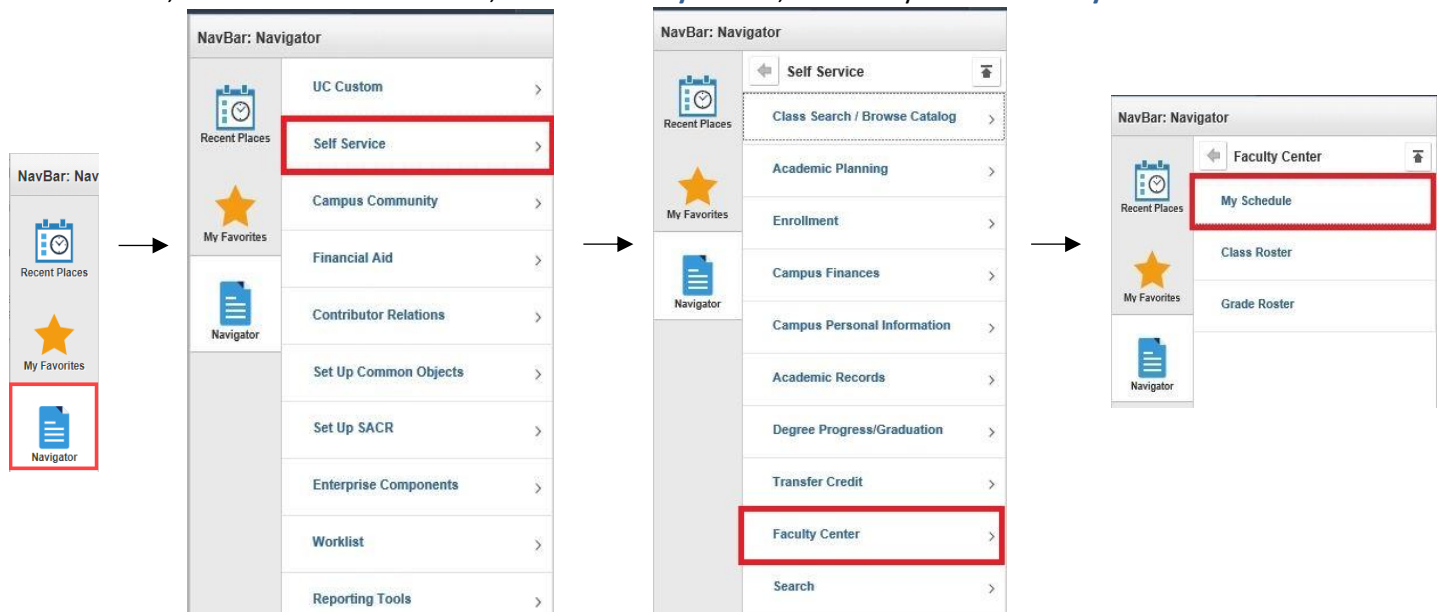 NavBar: Nav
Recent Places
My Favorites
Navigator
NavBar: Navigator
Recent Places
My Favorites
Navigator
UC Custom
Self Service
Campus Community
Financial Aid
Contributor Relations
Set Up Common Objects
Set Up SACR
Enterprise Components
Worklist
Reporting Tools
NavBar: Navigator
Recent Places
My Favorites
Navigator
Self Service
Class Search / Browse Catalog
Academic Planning
Enrollment
Campus Finances
Campus Personal Information
Academic Records
Degree Progress/Graduation
Transfer Credit
Faculty Center
Search
NavBar: Navigator
Recent Places
My Favorites
Navigator
Faculty Center
My Schedule
Class Roster
Grade Roster